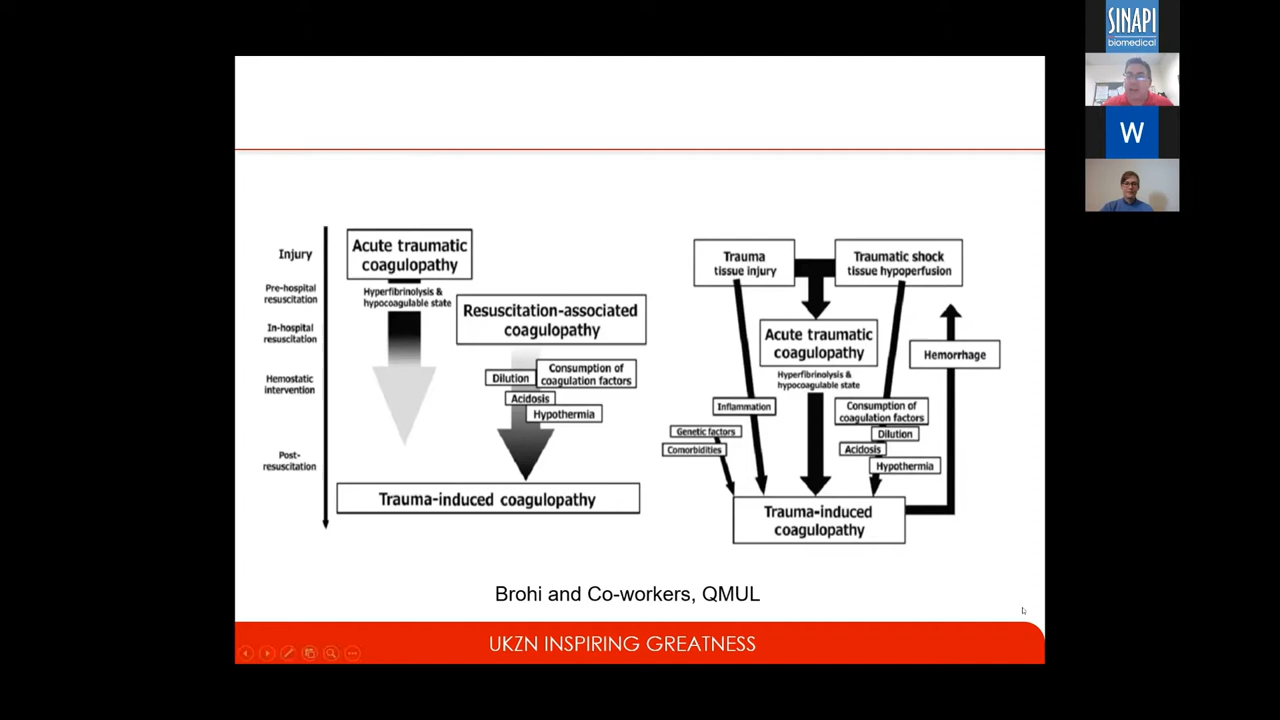 SINAPI
biomedical
W
Injury
Pre-hospital
resuscitation
In-hospital
resuscitation
Hemostatic
intervention
Post-
resuscitation
Acute traumatic
coagulopathy
Hyperfibrinolysis &
hypocoagulable state
Resuscitation-associated
coagulopathy
Dilution
Consumption of
coagulation factors
Acidosis
Hypothermia
Trauma-induced coagulopathy
Trauma
tissue injury
Traumatic shock
tissue hypoperfusion
Acute traumatic
coagulopathy
Hyperfibrinolysis &
hypocoagulable state
Hemorrhage
Inflammation
Genetic factors
Comorbidities
Consumption of
coagulation factors
Dilution
Acidosis
Hypothermia
Trauma-induced
coagulopathy
Brohi and Co-workers, QMUL
UKZN INSPIRING GREATNESS